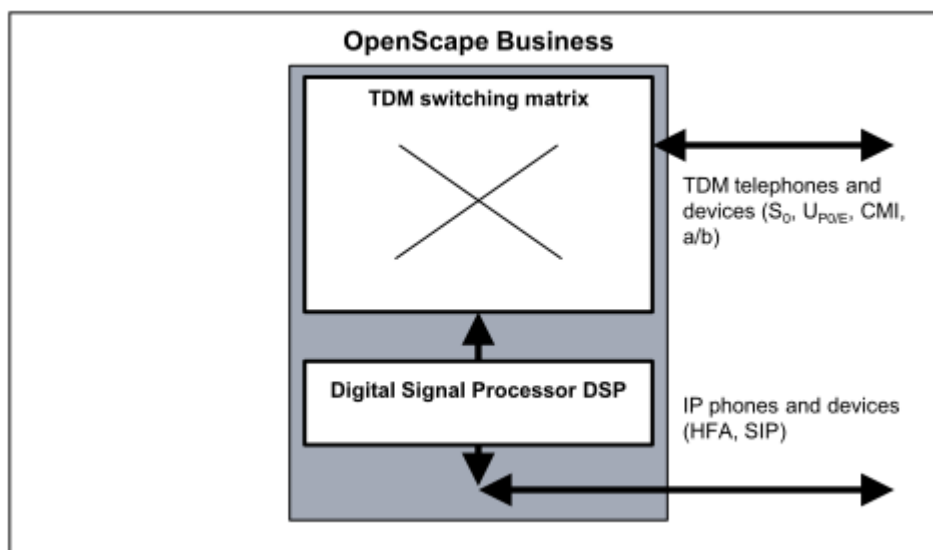 OpenScape Business
TDM switching matrix
TDM telephones and
devices (S₀, U_P0/E, CMI,
a/b)
Digital Signal Processor DSP
IP phones and devices
(HFA, SIP)